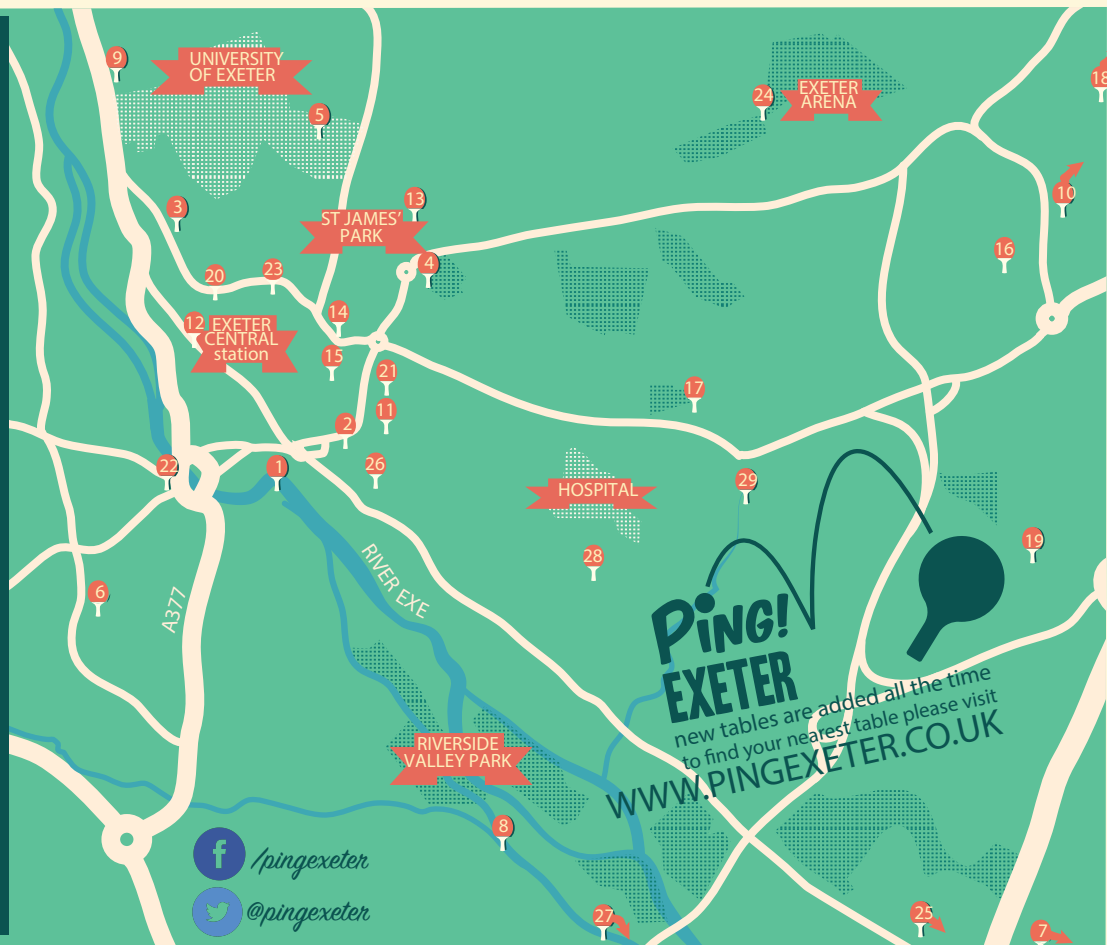 9
UNIVERSITY
OF EXETER
5
24
EXETER
ARENA
18
10
3
13
ST JAMES'
PARK
16
4
20
23
14
12
EXETER
CENTRAL
station
15
21
17
11
2
22
1
26
HOSPITAL
29
19
28
6
A377
RIVER EXE
PiNG!
EXETER
new tables are added all the time
to find your nearest table please visit
WWW.PINGEXETER.CO.UK
RIVERSIDE
VALLEY PARK
8
f /pingexeter
@pingexeter
27
25
7